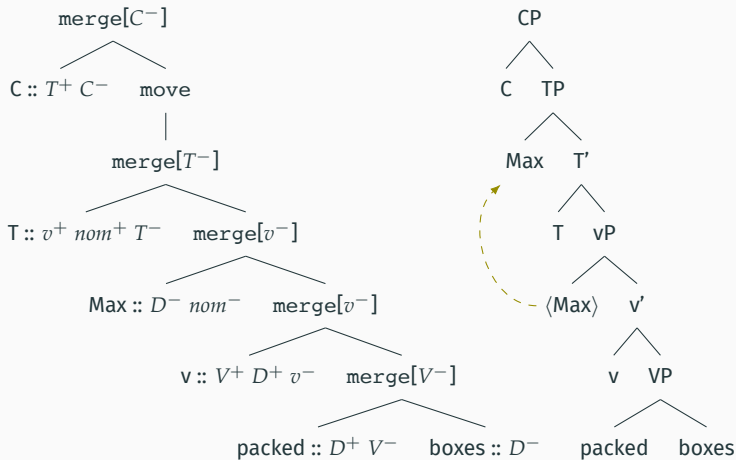 merge[C⁻] CP
C :: T⁺ C⁻ move C TP
merge[T⁻] Max T’
T :: v⁺ nom⁺ T⁻ merge[v⁻] T vP
Max :: D⁻ nom⁻ merge[v⁻] ⟨Max⟩ v’
v :: V⁺ D⁺ v⁻ merge[V⁻] v VP
packed :: D⁺ V⁻ boxes :: D⁻ packed boxes